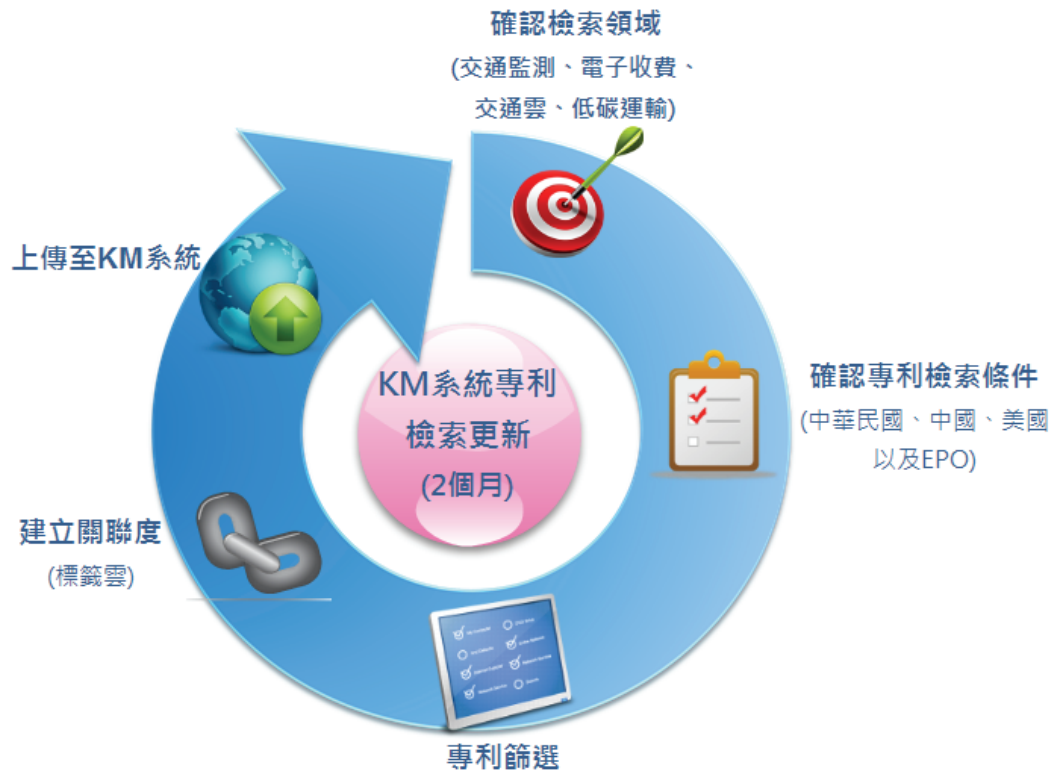 確認檢索領域
(交通監測、電子收費、
交通雲、低碳運輸)
確認專利檢索條件
(中華民國、中國、美國
以及EPO)
專利篩選
建立關聯度
(標籤雲)
上傳至KM系統
KM系統專利
檢索更新
(2個月)